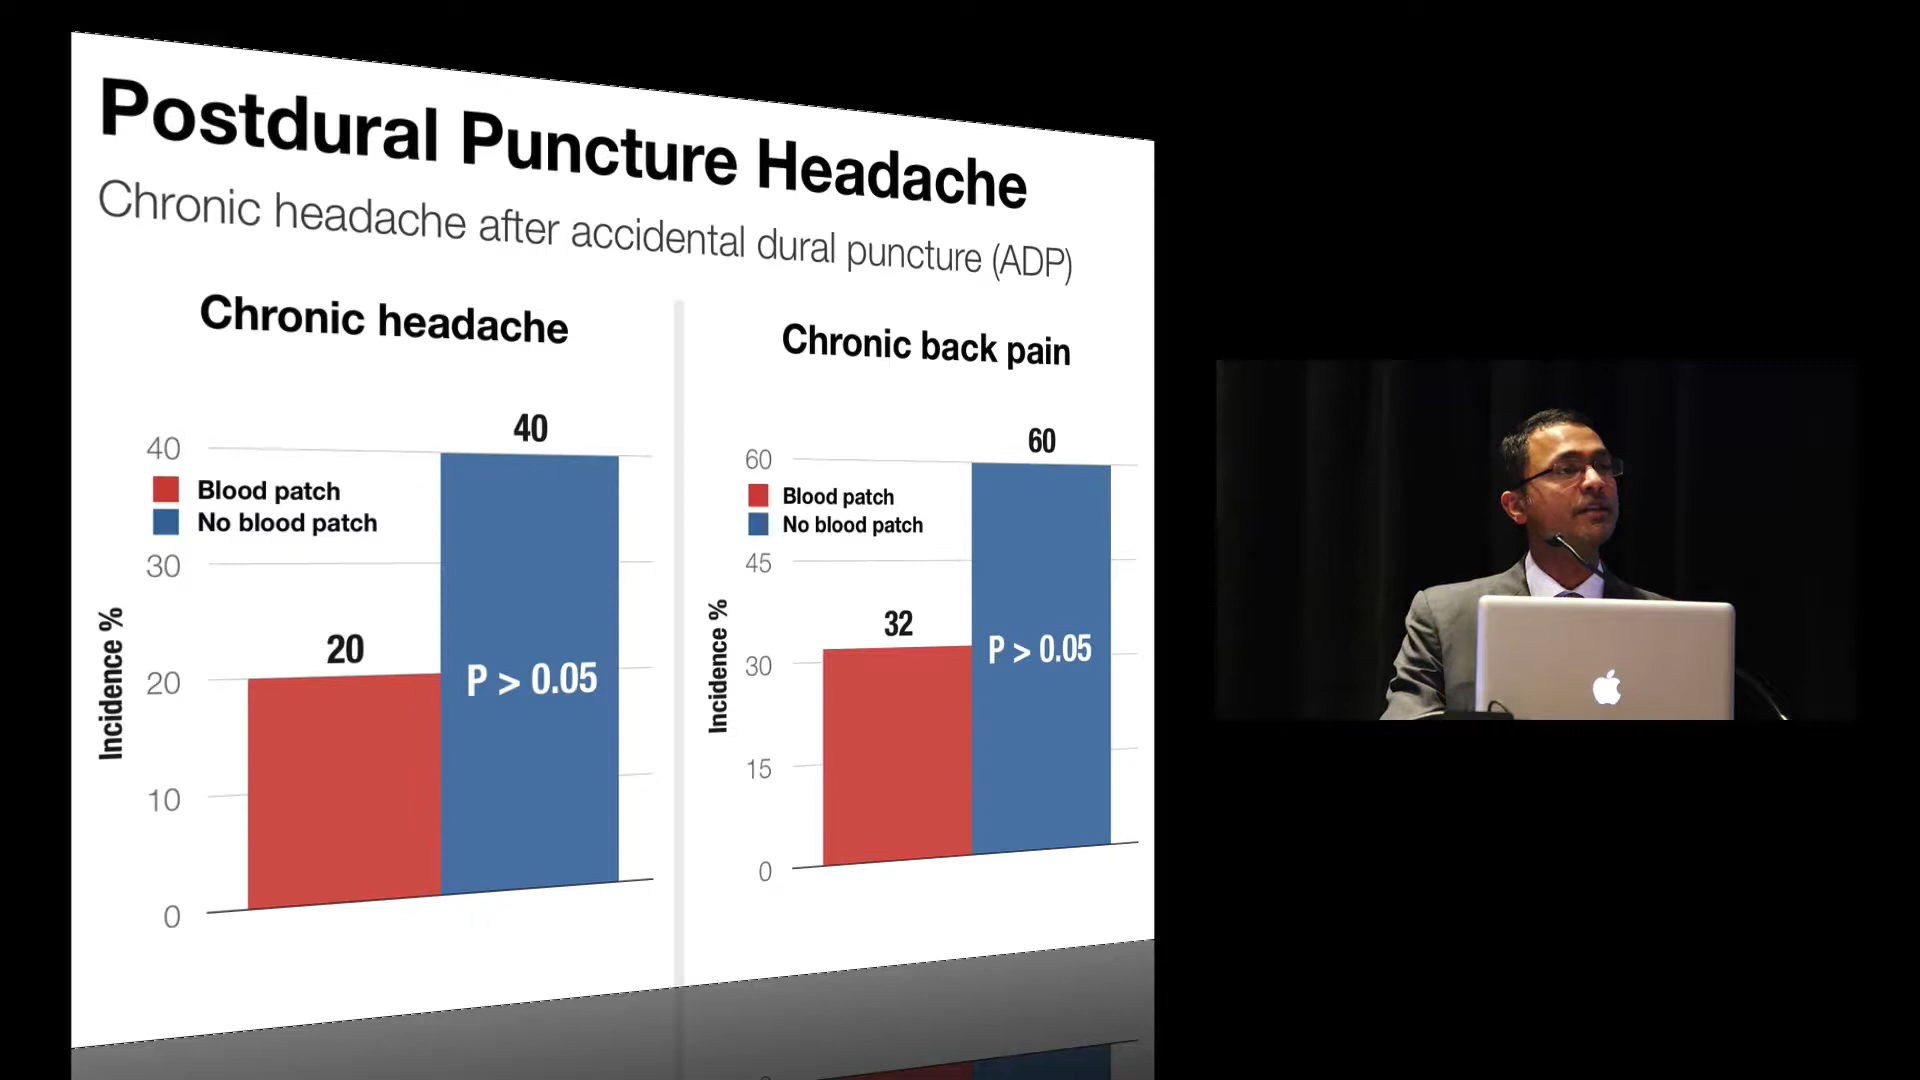 Postdural Puncture Headache
Chronic headache after accidental dural puncture (ADP)
Chronic headache
40
40
Blood patch
No blood patch
30
20
20
P > 0.05
10
0
Incidence %
Chronic back pain
60
60
Blood patch
No blood patch
45
32
30
P > 0.05
15
0
Incidence %